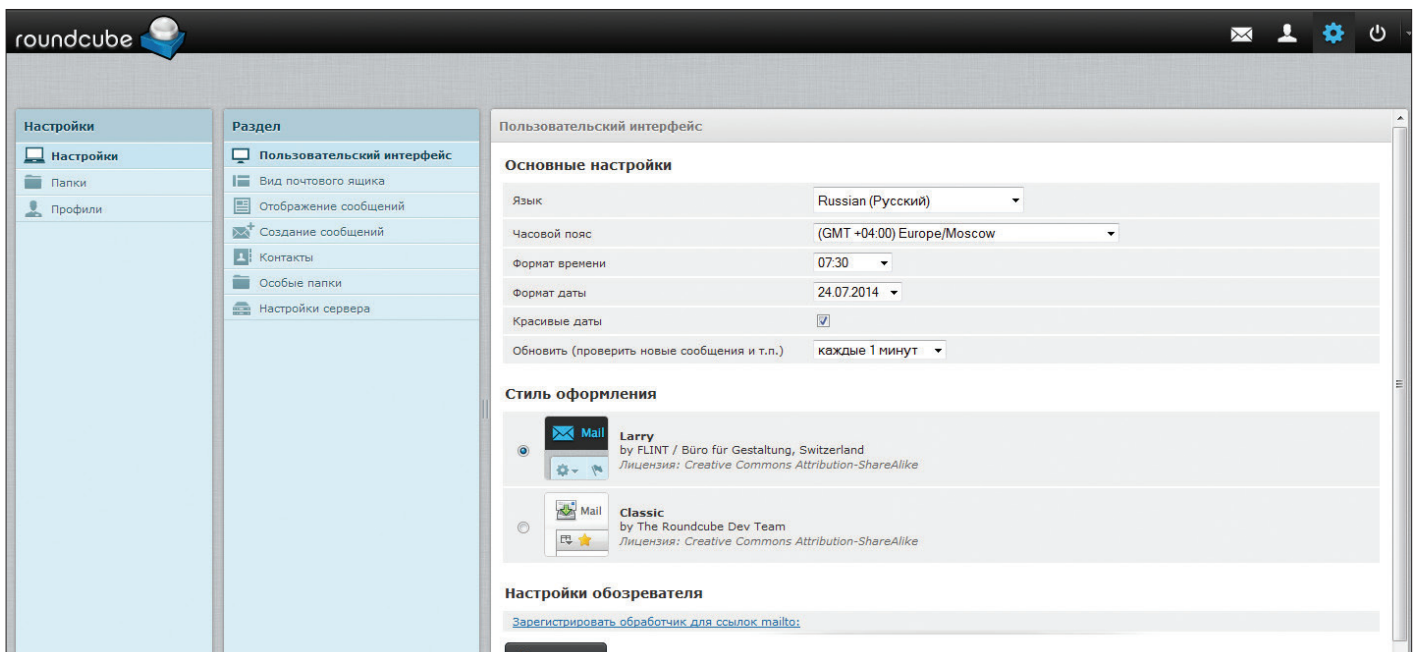 roundcube
Настройки
Настройки
Папки
Профили
Раздел
Пользовательский интерфейс
Вид почтового ящика
Отображение сообщений
Создание сообщений
Контакты
Особые папки
Настройки сервера
Пользовательский интерфейс
Основные настройки
Язык Russian (Русский)
Часовой пояс (GMT +04:00) Europe/Moscow
Формат времени 07:30
Формат даты 24.07.2014
Красивые даты
Обновить (проверить новые сообщения и т.п.) каждые 1 минут
Стиль оформления
Mail
Larry
by FLINT / Büro für Gestaltung, Switzerland
Лицензия: Creative Commons Attribution-ShareAlike
Mail
Classic
by The Roundcube Dev Team
Лицензия: Creative Commons Attribution-ShareAlike
Настройки обозревателя
Зарегистрировать обработчик для ссылок mailto: